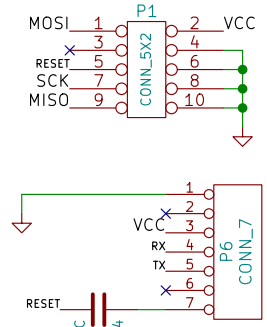 P1
MOSI 1 2 VCC
3 4
RESET 5 6
SCK 7 8
MISO 9 10
CONN_5X2
1
2
VCC 3
RX 4
TX 5
6
RESET C 4 7
P6
CONN_7